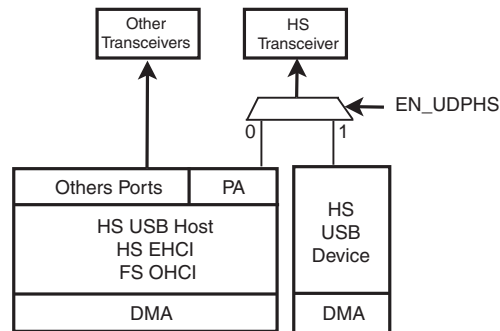 Other
Transceivers
HS
Transceiver
EN_UDPHS
0
1
Others Ports
PA
HS USB Host
HS EHCI
FS OHCI
DMA
HS
USB
Device
DMA